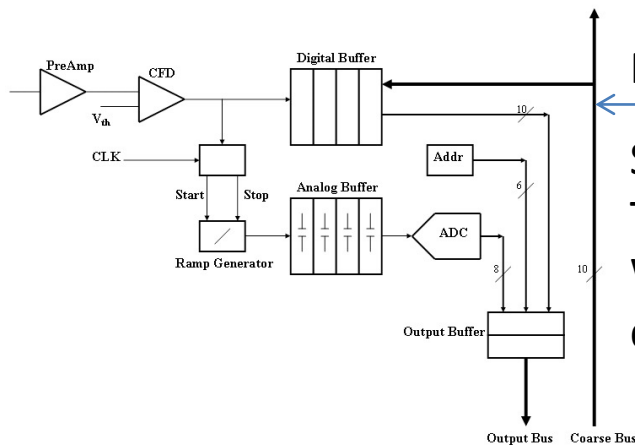 PreAmp
CFD
V_th
CLK
Start
Stop
Ramp Generator
Digital Buffer
Analog Buffer
Addr
ADC
10
6
8
10
Output Buffer
Output Bus
Coarse Bus